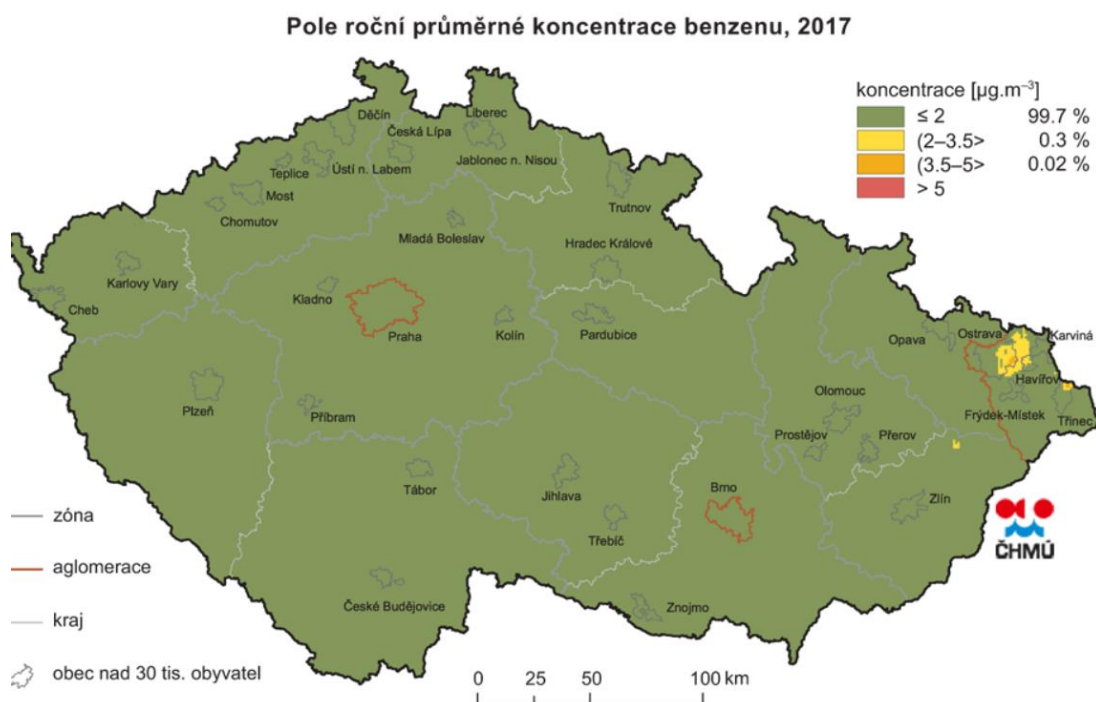 Pole roční průměrné koncentrace benzenu, 2017
koncentrace [µg.m⁻³]
≤ 2 99.7 %
(2–3.5> 0.3 %
(3.5–5> 0.02 %
> 5
Děčín
Liberec
Česká Lípa
Jablonec n. Nisou
Teplice
Ústí n. Labem
Most
Chomutov
Trutnov
Mladá Boleslav
Hradec Králové
Karlovy Vary
Cheb
Kladno
Praha
Kolín
Pardubice
Opava
Ostrava
Karviná
Havířov
Frýdek-Místek
Třinec
Plzeň
Příbram
Olomouc
Prostějov
Přerov
Tábor
Jihlava
Brno
Zlín
Třebíč
České Budějovice
Znojmo
ČHMÚ
zóna
aglomerace
kraj
obec nad 30 tis. obyvatel
0 25 50 100 km